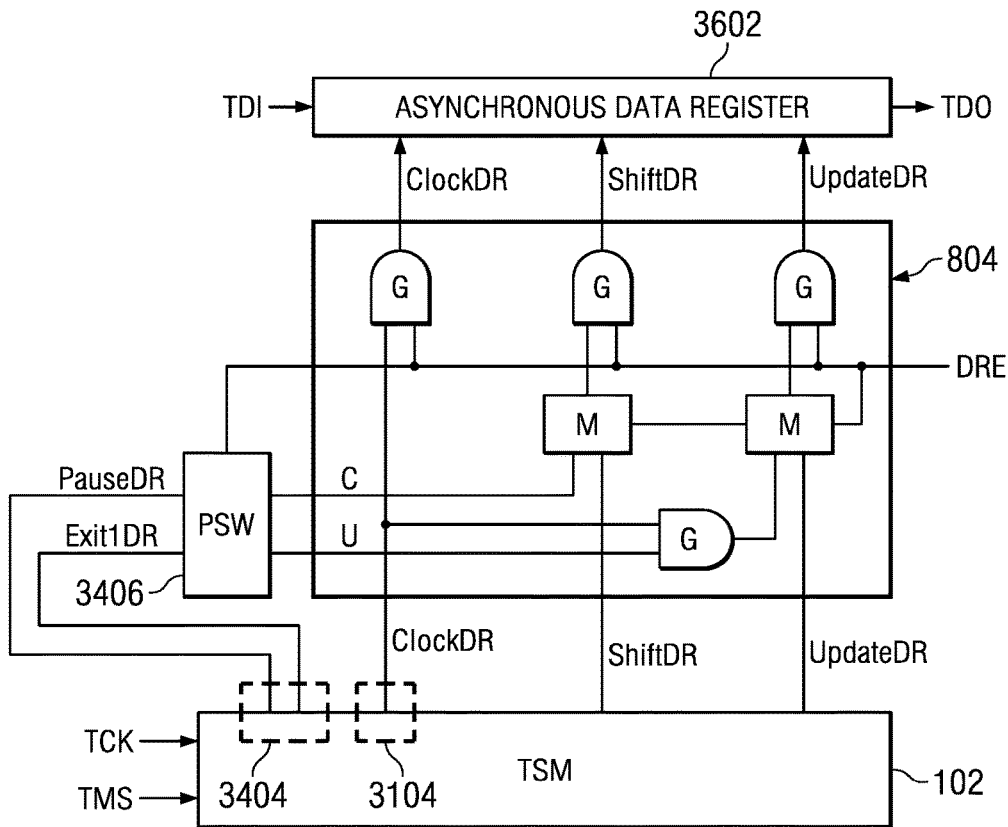 3602
TDI
ASYNCHRONOUS DATA REGISTER
TDO
ClockDR
ShiftDR
UpdateDR
804
G
G
G
DRE
M
M
PauseDR
C
PSW
Exit1DR
U
G
3406
ClockDR
ShiftDR
UpdateDR
TCK
TSM
TMS
3404
3104
102